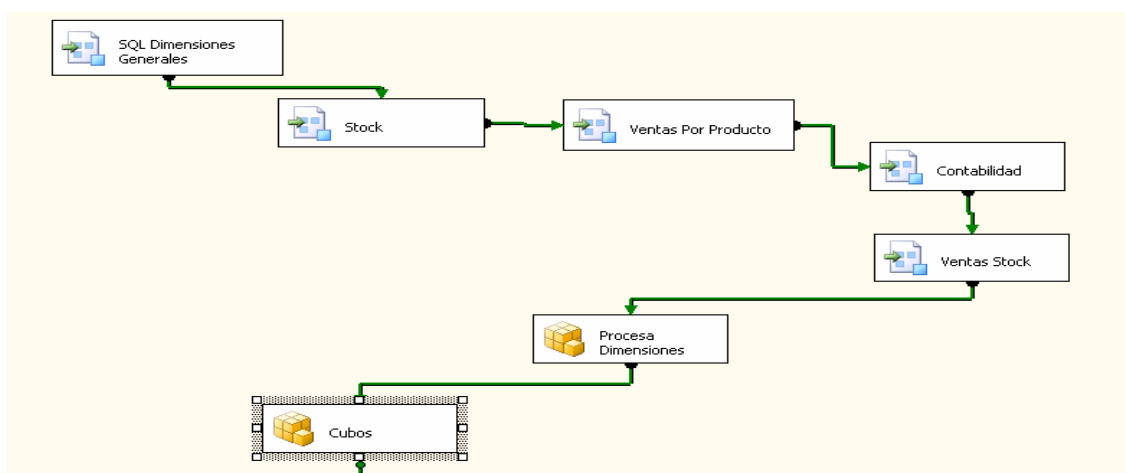 SQL Dimensiones
Generales
Stock
Ventas Por Producto
Contabilidad
Ventas Stock
Procesa
Dimensiones
Cubos